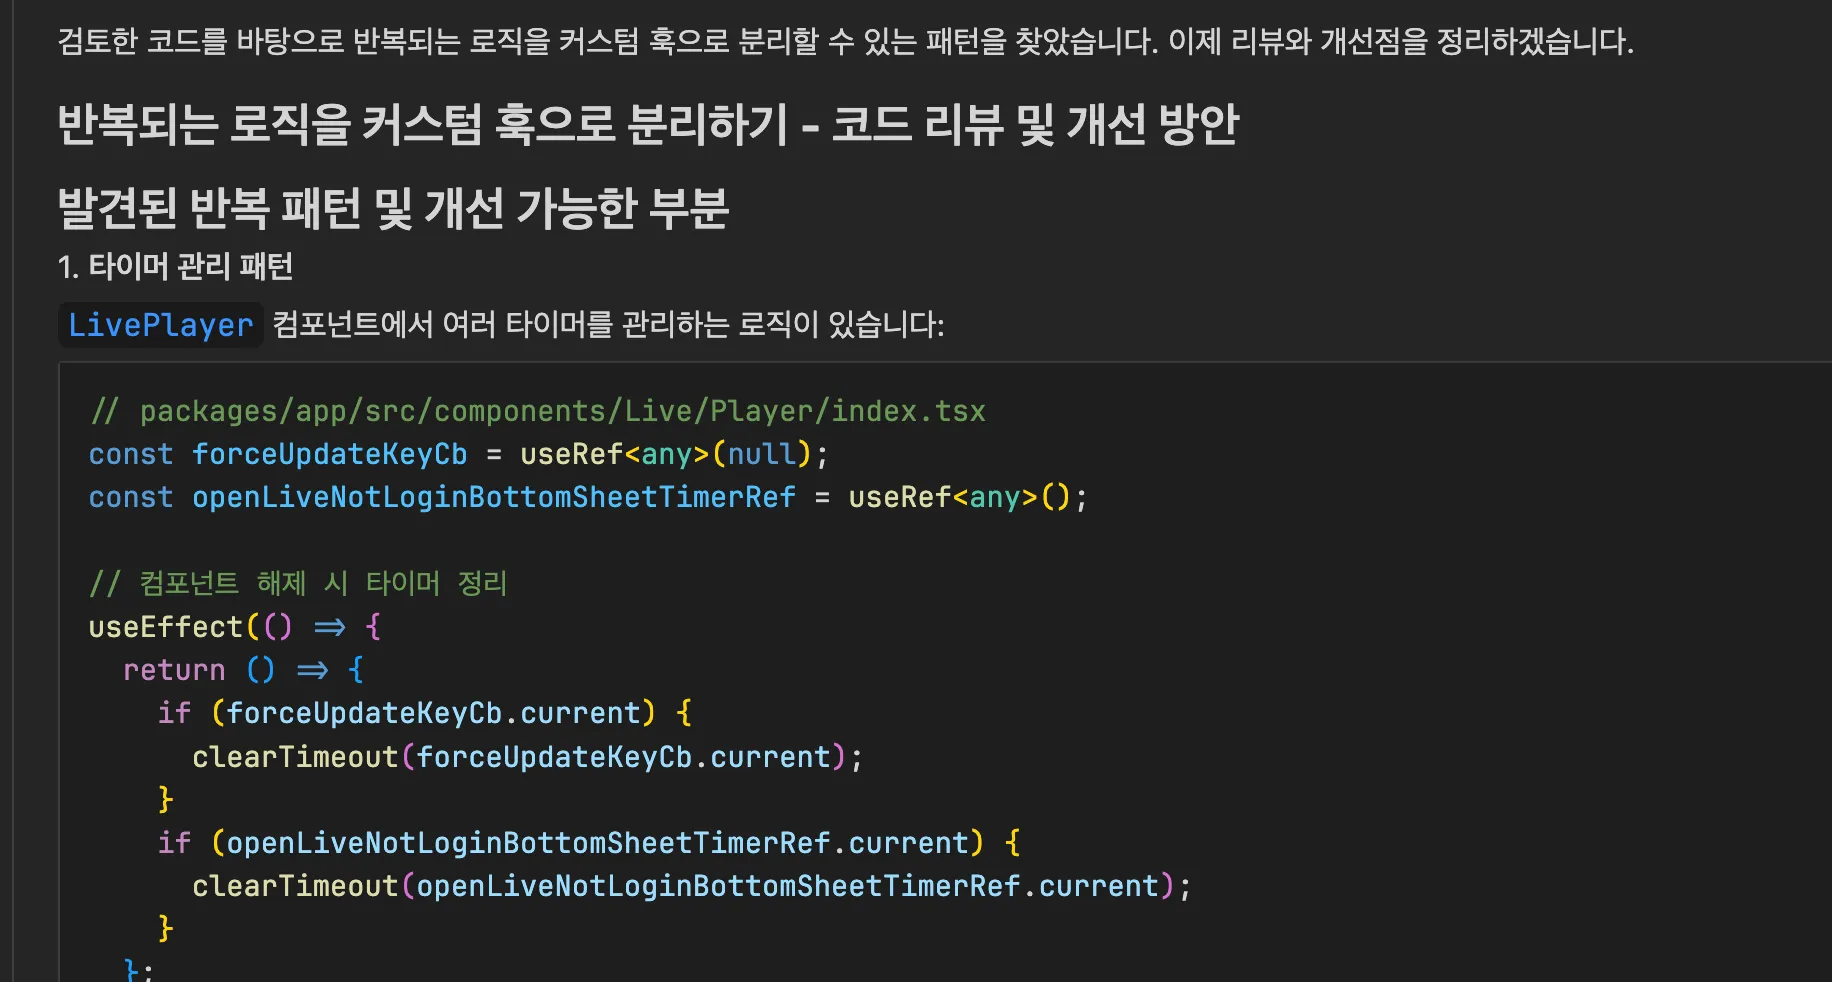 검토한 코드를 바탕으로 반복되는 로직을 커스텀 훅으로 분리할 수 있는 패턴을 찾았습니다. 이제 리뷰와 개선점을 정리하겠습니다.
반복되는 로직을 커스텀 훅으로 분리하기 - 코드 리뷰 및 개선 방안
발견된 반복 패턴 및 개선 가능한 부분
1. 타이머 관리 패턴
LivePlayer 컴포넌트에서 여러 타이머를 관리하는 로직이 있습니다:
// packages/app/src/components/Live/Player/index.tsx
const forceUpdateKeyCb = useRef<any>(null);
const openLiveNotLoginBottomSheetTimerRef = useRef<any>();
// 컴포넌트 해제 시 타이머 정리
useEffect(() => {
  return () => {
    if (forceUpdateKeyCb.current) {
      clearTimeout(forceUpdateKeyCb.current);
    }
    if (openLiveNotLoginBottomSheetTimerRef.current) {
      clearTimeout(openLiveNotLoginBottomSheetTimerRef.current);
    }
  };